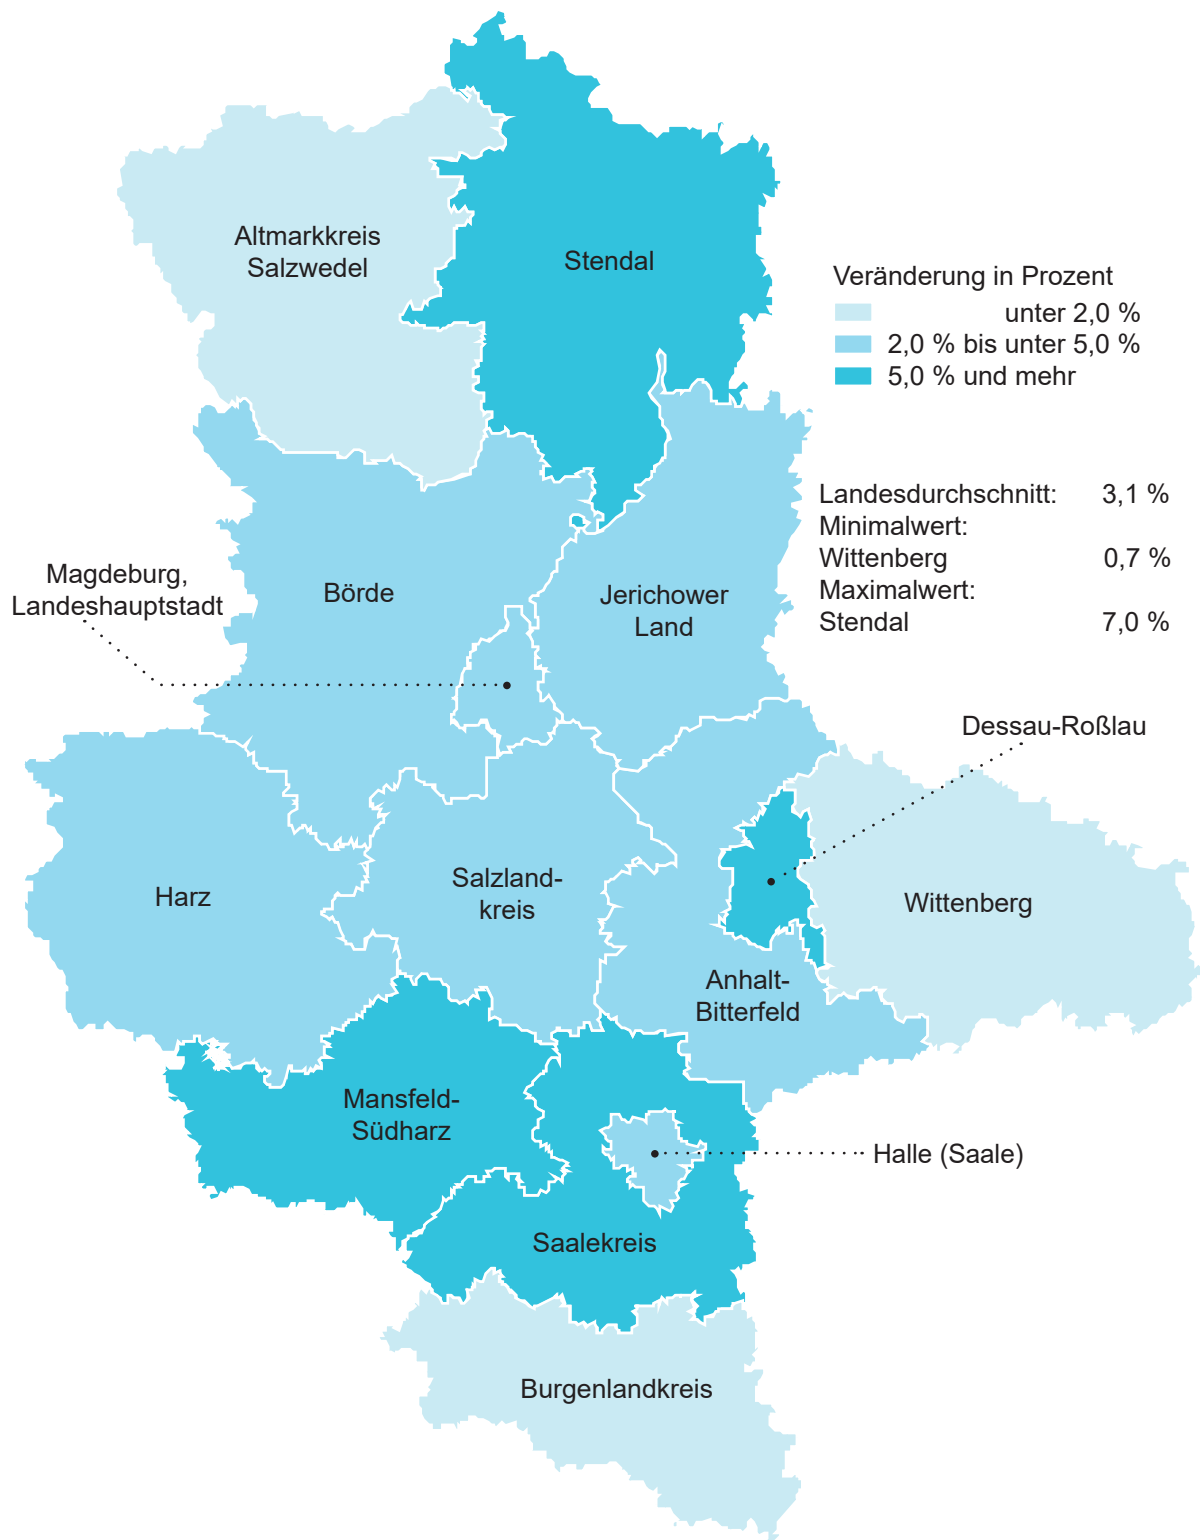 Altmarkkreis
Salzwedel
Stendal
Veränderung in Prozent
unter 2,0 %
2,0 % bis unter 5,0 %
5,0 % und mehr
Landesdurchschnitt: 3,1 %
Minimalwert:
Wittenberg 0,7 %
Maximalwert:
Stendal 7,0 %
Magdeburg,
Landeshauptstadt
Börde
Jerichower
Land
Dessau-Roßlau
Harz
Salzland-
kreis
Wittenberg
Anhalt-
Bitterfeld
Mansfeld-
Südharz
Halle (Saale)
Saalekreis
Burgenlandkreis